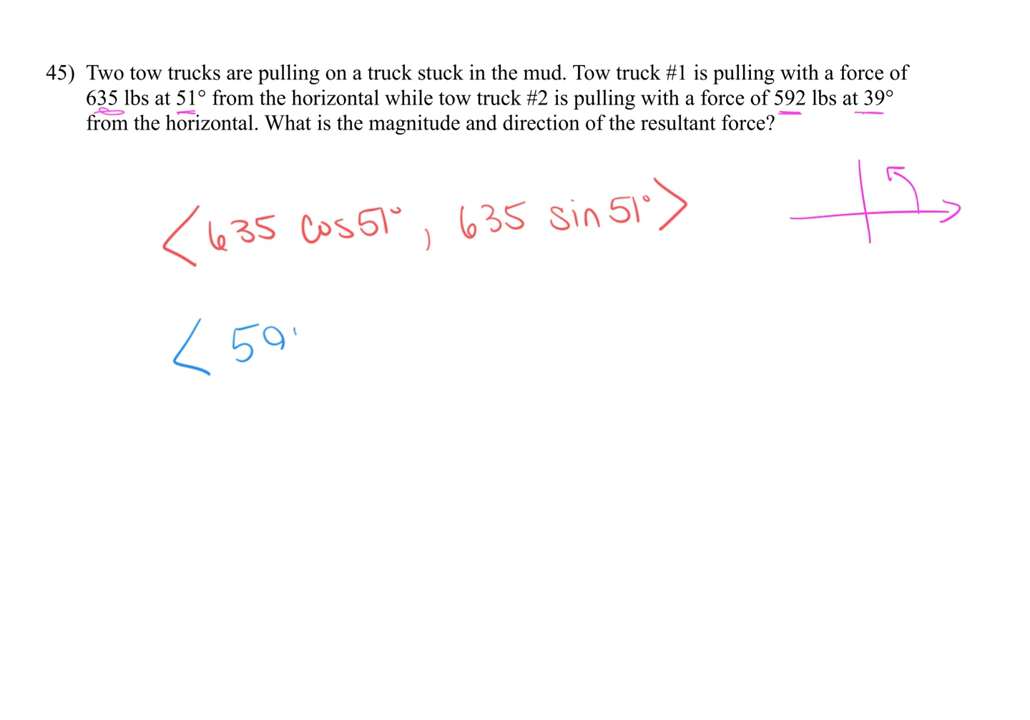 45) Two tow trucks are pulling on a truck stuck in the mud. Tow truck #1 is pulling with a force of
635 lbs at 51° from the horizontal while tow truck #2 is pulling with a force of 592 lbs at 39°
from the horizontal. What is the magnitude and direction of the resultant force?
<635 cos51°, 635 sin51°>
< 59